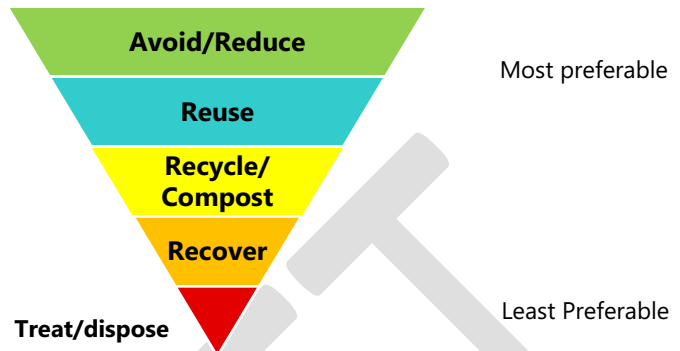 Avoid/Reduce
Most preferable
Reuse
Recycle/
Compost
Recover
Least Preferable
Treat/dispose